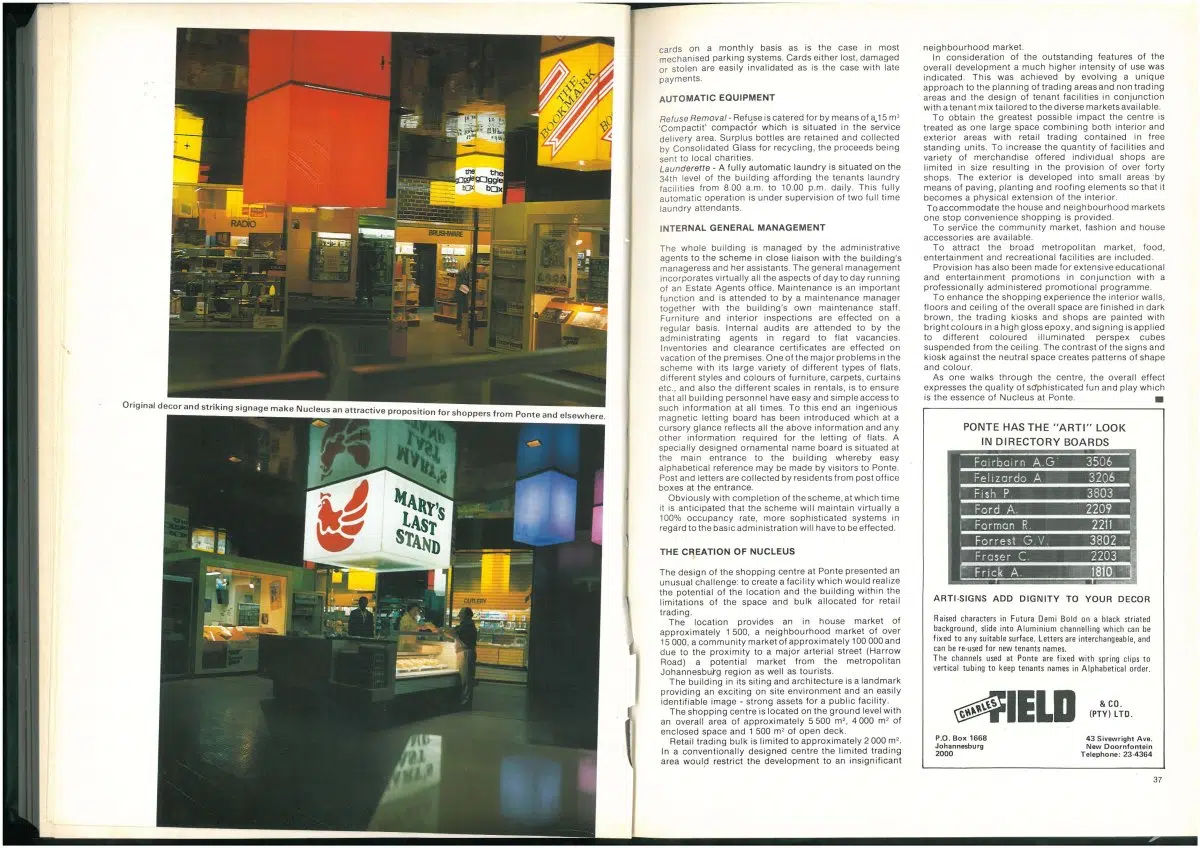 THE
BOOKMARK
BO
the
goggle
box
the
goggle
box
RADIO
BRUSHWARE
Original decor and striking signage make Nucleus an attractive proposition for shoppers from Ponte and elsewhere.
MARY'S
LAST
STAND
MARY'S
LAST
CUTLERY
cards on a monthly basis as is the case in most
mechanised parking systems. Cards either lost, damaged
or stolen are easily invalidated as is the case with late
payments.
AUTOMATIC EQUIPMENT
Refuse Removal - Refuse is catered for by means of a 15 m²
'Compactit' compactor which is situated in the service
delivery area. Surplus bottles are retained and collected
by Consolidated Glass for recycling, the proceeds being
sent to local charities.
Launderette - A fully automatic laundry is situated on the
34th level of the building affording the tenants laundry
facilities from 8.00 a.m. to 10.00 p.m. daily. This fully
automatic operation is under supervision of two full time
laundry attendants.
INTERNAL GENERAL MANAGEMENT
The whole building is managed by the administrative
agents to the scheme in close liaison with the building's
manageress and her assistants. The general management
incorporates virtually all the aspects of day to day running
of an Estate Agents office. Maintenance is an important
function and is attended to by a maintenance manager
together with the building's own maintenance staff.
Furniture and interior inspections are effected on a
regular basis. Internal audits are attended to by the
administrating agents in regard to flat vacancies.
Inventories and clearance certificates are effected on
vacation of the premises. One of the major problems in the
scheme with its large variety of different types of flats,
different styles and colours of furniture, carpets, curtains
etc., and also the different scales in rentals, is to ensure
that all building personnel have easy and simple access to
such information at all times. To this end an ingenious
magnetic letting board has been introduced which at a
cursory glance reflects all the above information and any
other information required for the letting of flats. A
specially designed ornamental name board is situated at
the main entrance to the building whereby easy
alphabetical reference may be made by visitors to Ponte.
Post and letters are collected by residents from post office
boxes at the entrance.
Obviously with completion of the scheme, at which time
it is anticipated that the scheme will maintain virtually a
100% occupancy rate, more sophisticated systems in
regard to the basic administration will have to be effected.
THE CREATION OF NUCLEUS
The design of the shopping centre at Ponte presented an
unusual challenge: to create a facility which would realize
the potential of the location and the building within the
limitations of the space and bulk allocated for retail
trading.
The location provides an in house market of
approximately 1 500, a neighbourhood market of over
15 000, a community market of approximately 100 000 and
due to the proximity to a major arterial street (Harrow
Road) a potential market from the metropolitan
Johannesburg region as well as tourists.
The building in its siting and architecture is a landmark
providing an exciting on site environment and an easily
identifiable image - strong assets for a public facility.
The shopping centre is located on the ground level with
an overall area of approximately 5 500 m², 4 000 m² of
enclosed space and 1 500 m² of open deck.
Retail trading bulk is limited to approximately 2 000 m².
In a conventionally designed centre the limited trading
area would restrict the development to an insignificant
neighbourhood market.
In consideration of the outstanding features of the
overall development a much higher intensity of use was
indicated. This was achieved by evolving a unique
approach to the planning of trading areas and non trading
areas and the design of tenant facilities in conjunction
with a tenant mix tailored to the diverse markets available.
To obtain the greatest possible impact the centre is
treated as one large space combining both interior and
exterior areas with retail trading contained in free
standing units. To increase the quantity of facilities and
variety of merchandise offered individual shops are
limited in size resulting in the provision of over forty
shops. The exterior is developed into small areas by
means of paving, planting and roofing elements so that it
becomes a physical extension of the interior.
To accommodate the house and neighbourhood markets
one stop convenience shopping is provided.
To service the community market, fashion and house
accessories are available.
To attract the broad metropolitan market, food,
entertainment and recreational facilities are included.
Provision has also been made for extensive educational
and entertainment promotions in conjunction with a
professionally administered promotional programme.
To enhance the shopping experience the interior walls,
floors and ceiling of the overall space are finished in dark
brown, the trading kiosks and shops are painted with
bright colours in a high gloss epoxy, and signing is applied
to different coloured illuminated perspex cubes
suspended from the ceiling. The contrast of the signs and
kiosk against the neutral space creates patterns of shape
and colour.
As one walks through the centre, the overall effect
expresses the quality of sophisticated fun and play which
is the essence of Nucleus at Ponte.
PONTE HAS THE "ARTI" LOOK
IN DIRECTORY BOARDS
Fairbairn A.G 3506
Felizardo A 3206
Fish P 3803
Ford A. 2209
Forman R. 2211
Forrest G.V. 3802
Fraser C. 2203
Frick A. 1810
ARTI-SIGNS ADD DIGNITY TO YOUR DECOR
Raised characters in Futura Demi Bold on a black striated
background, slide into Aluminium channelling which can be
fixed to any suitable surface. Letters are interchangeable, and
can be re-used for new tenants names.
The channels used at Ponte are fixed with spring clips to
vertical tubing to keep tenants names in Alphabetical order.
CHARLES FIELD & CO.
(PTY) LTD.
P.O. Box 1668
Johannesburg
2000
43 Sivewright Ave.
New Doornfontein
Telephone: 23-4364
37